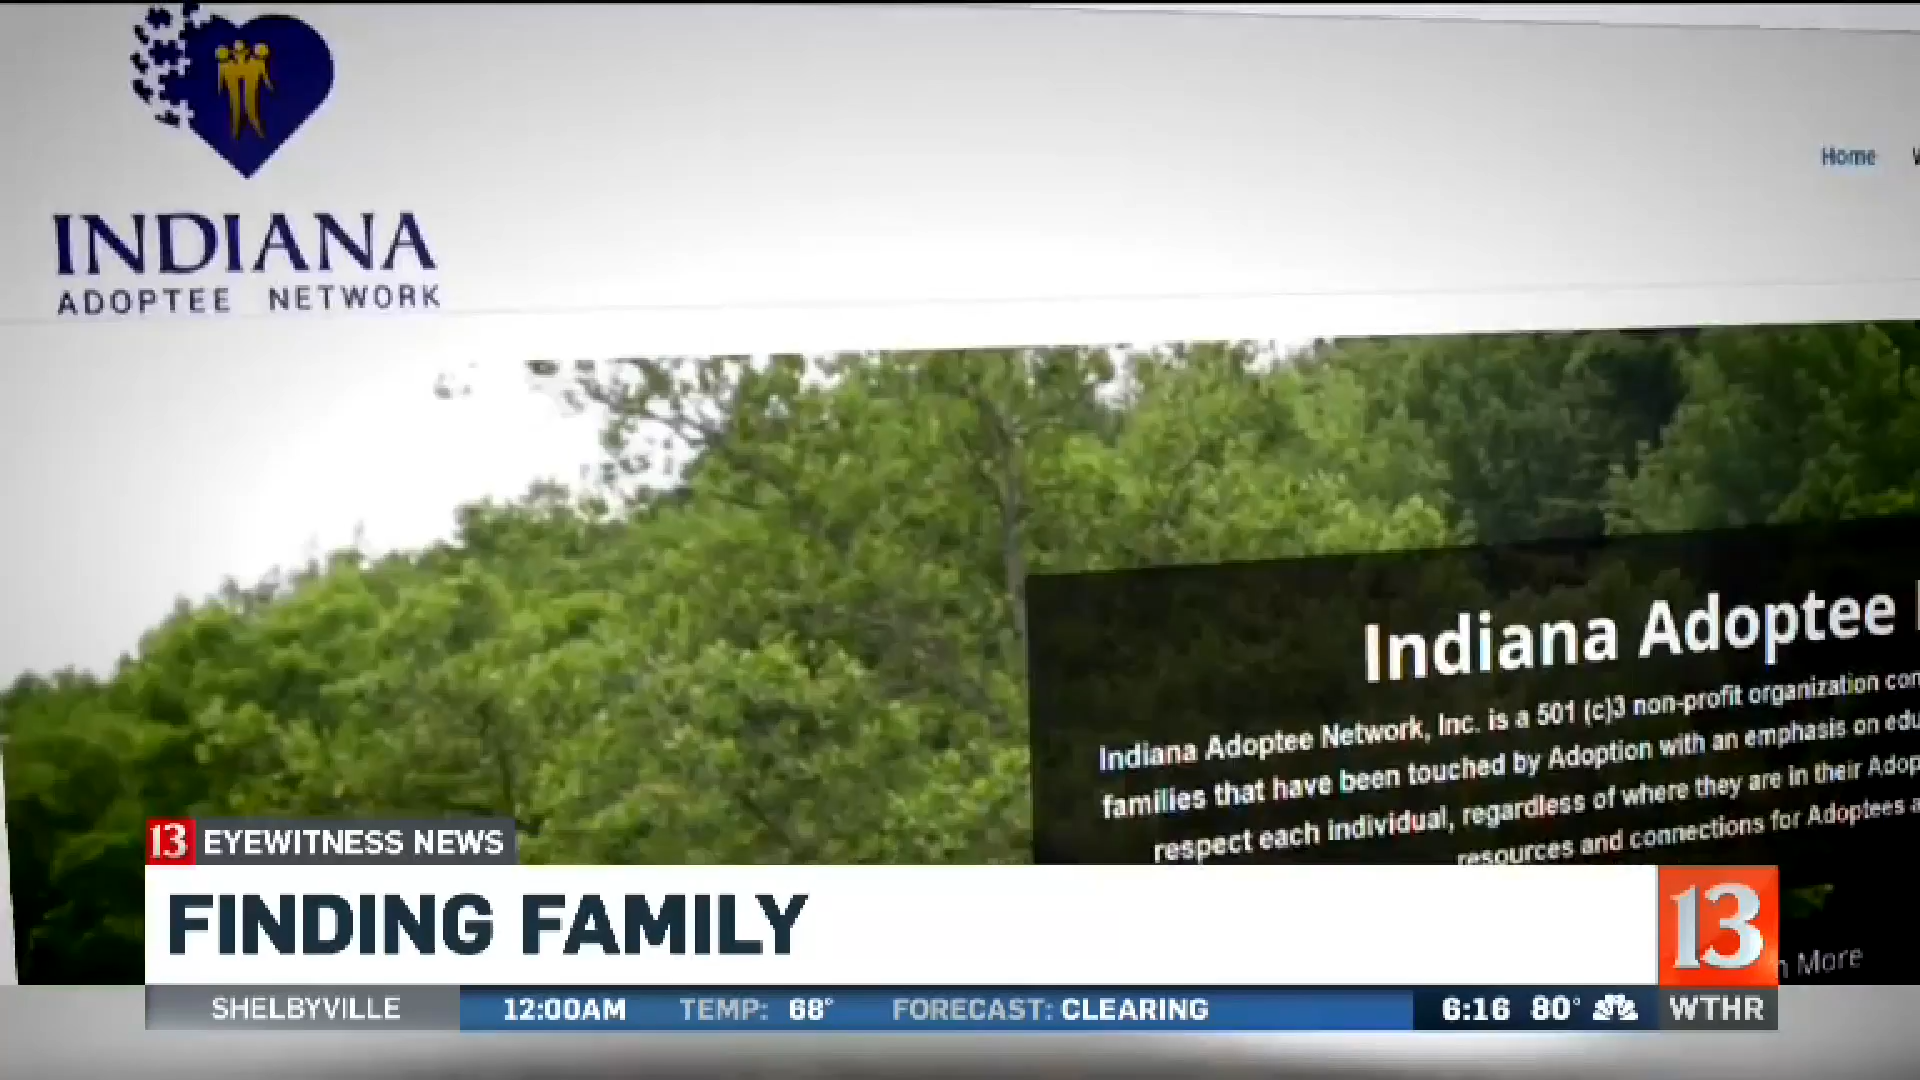 INDIANA
ADOPTEE NETWORK
Home
Indiana Adoptee
Indiana Adoptee Network, Inc. is a 501 (c)3 non-profit organization
families that have been touched by Adoption with an emphasis on
respect each individual, regardless of where they are in their
resources and connections for Adoptees
More
13 EYEWITNESS NEWS
FINDING FAMILY
13
SHELBYVILLE 12:00AM TEMP: 68° FORECAST: CLEARING 6:16 80° WTHR